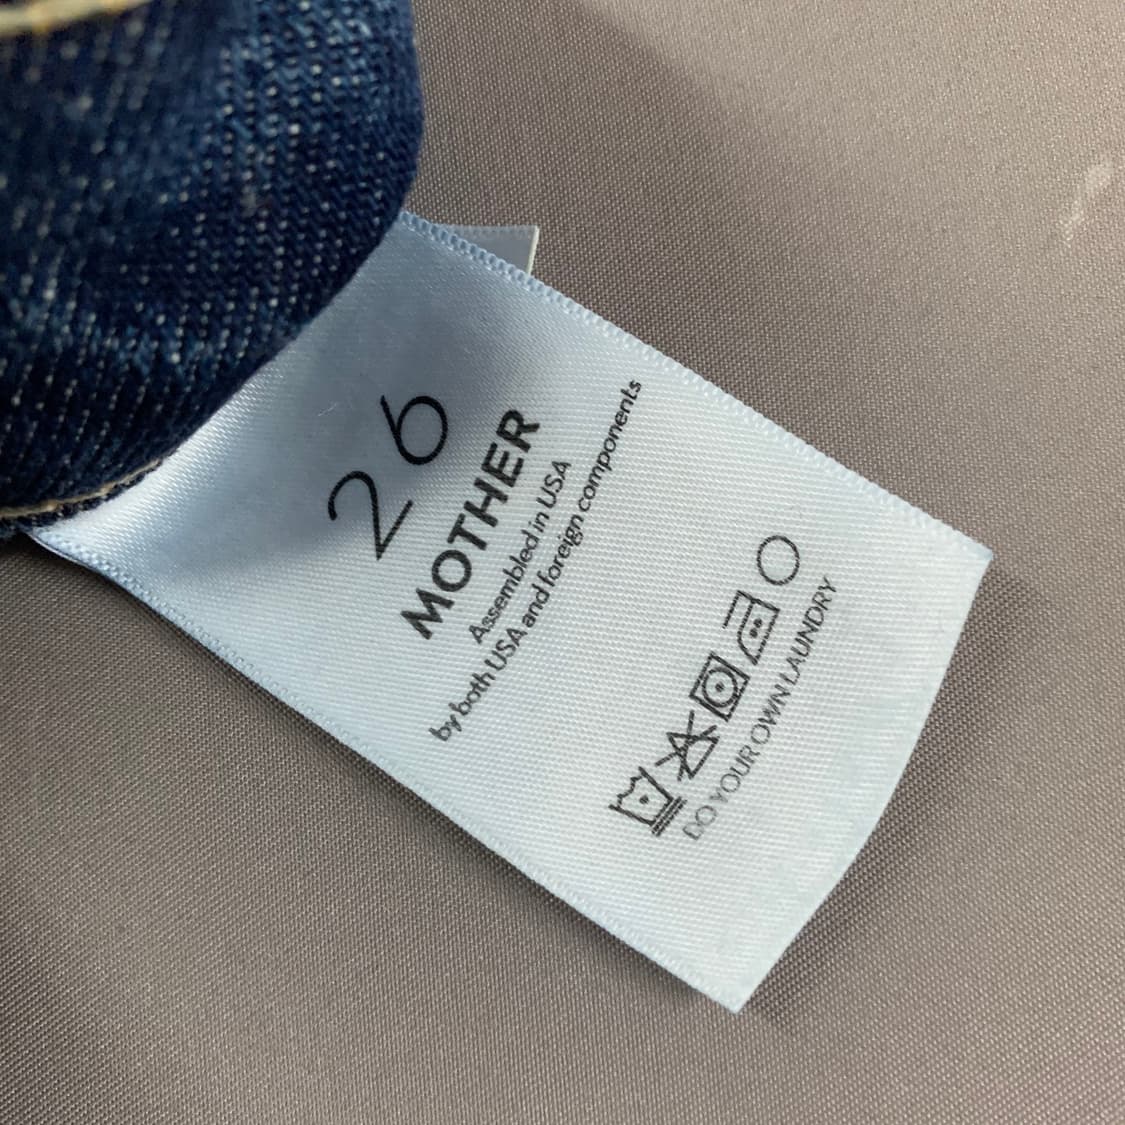 26
MOTHER
Assembled in USA
by both USA and foreign components
DO YOUR OWN LAUNDRY